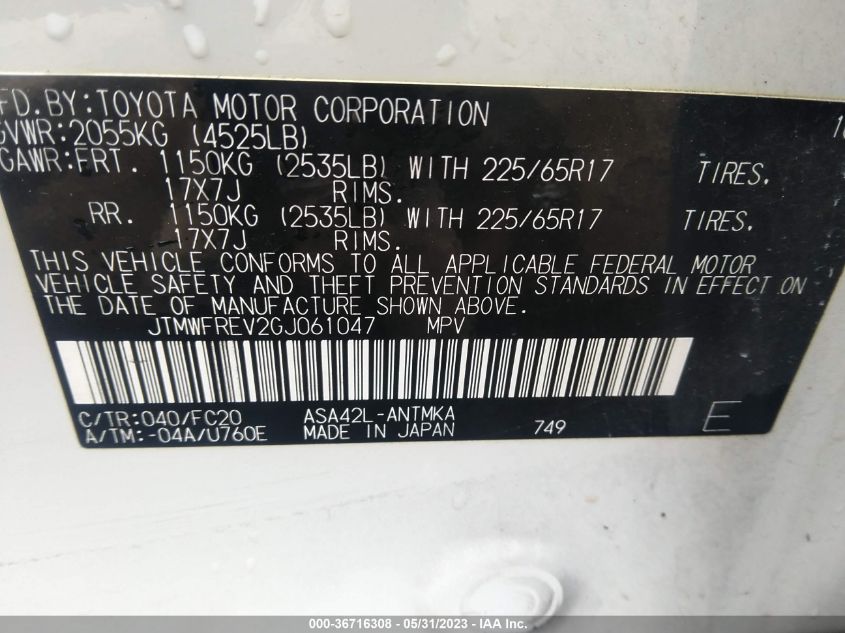 FD. BY: TOYOTA MOTOR CORPORATION
GVWR: 2055KG (4525LB)
GAWR: FRT. 1150KG (2535LB) WITH 225/65R17 TIRES.
17X7J RIMS.
RR. 1150KG (2535LB) WITH 225/65R17 TIRES.
17X7J RIMS.
THIS VEHICLE CONFORMS TO ALL APPLICABLE FEDERAL MOTOR
VEHICLE SAFETY AND THEFT PREVENTION STANDARDS IN EFFECT ON
THE DATE OF MANUFACTURE SHOWN ABOVE.
JTMWFREV2GJ061047 MPV
C/TR: 040/FC20 ASA42L-ANTMKA
A/TM: -04A/U760E MADE IN JAPAN 749 E
000-36716308 - 05/31/2023 - © IAA Inc.